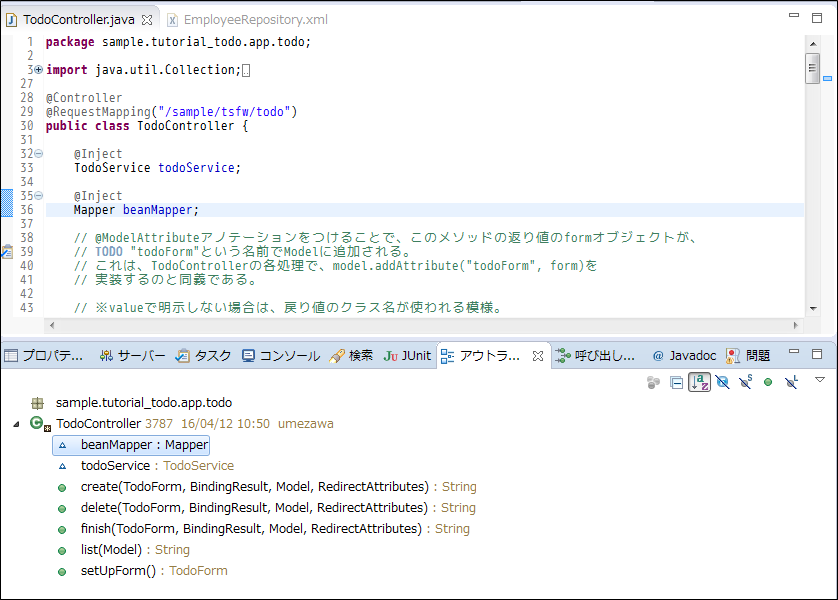 TodoController.java EmployeeRepository.xml
1 package sample.tutorial_todo.app.todo;
2
3 import java.util.Collection;
27
28 @Controller
29 @RequestMapping("/sample/tsfw/todo")
30 public class TodoController {
31
32 @Inject
33 TodoService todoService;
34
35 @Inject
36 Mapper beanMapper;
37
38 // @ModelAttributeアノテーションをつけることで、このメソッドの返り値のformオブジェクトが、
39 // TODO "todoForm"という名前でModelに追加される。
40 // これは、TodoControllerの各処理で、model.addAttribute("todoForm", form)を
41 // 実装するのと同義である。
42
43 // ※valueで明示しない場合は、戻り値のクラス名が使われる模様。
プロパテ... サーバー タスク コンソール 検索 JUnit アウトラ... 呼び出し... @ Javadoc 問題
sample.tutorial_todo.app.todo
TodoController 3787 16/04/12 10:50 umezawa
beanMapper : Mapper
todoService : TodoService
create(TodoForm, BindingResult, Model, RedirectAttributes) : String
delete(TodoForm, BindingResult, Model, RedirectAttributes) : String
finish(TodoForm, BindingResult, Model, RedirectAttributes) : String
list(Model) : String
setUpForm() : TodoForm